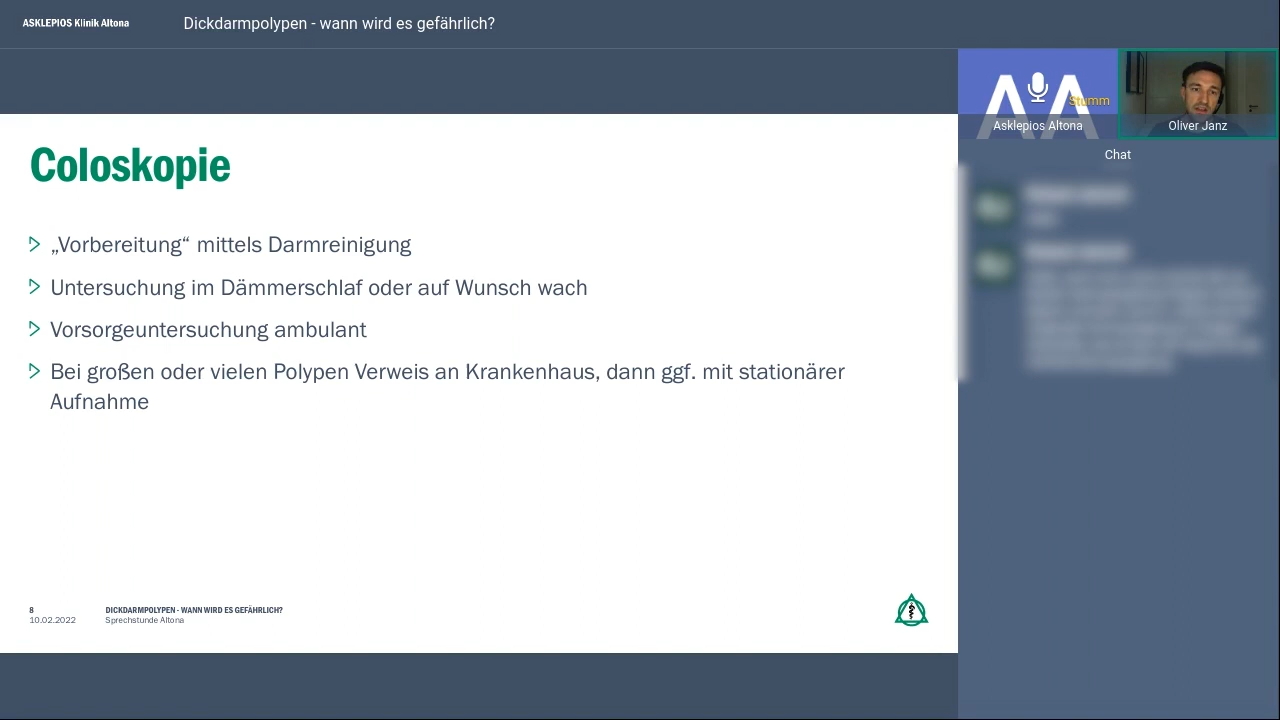 ASKLEPIOS Klinik Altona
Dickdarmpolypen - wann wird es gefährlich?
Stumm
Asklepios Altona
Oliver Janz
Chat
Coloskopie
„Vorbereitung“ mittels Darmreinigung
Untersuchung im Dämmerschlaf oder auf Wunsch wach
Vorsorgeuntersuchung ambulant
Bei großen oder vielen Polypen Verweis an Krankenhaus, dann ggf. mit stationärer
Aufnahme
8
DICKDARMPOLYPEN - WANN WIRD ES GEFÄHRLICH?
10.02.2022
Sprechstunde Altona